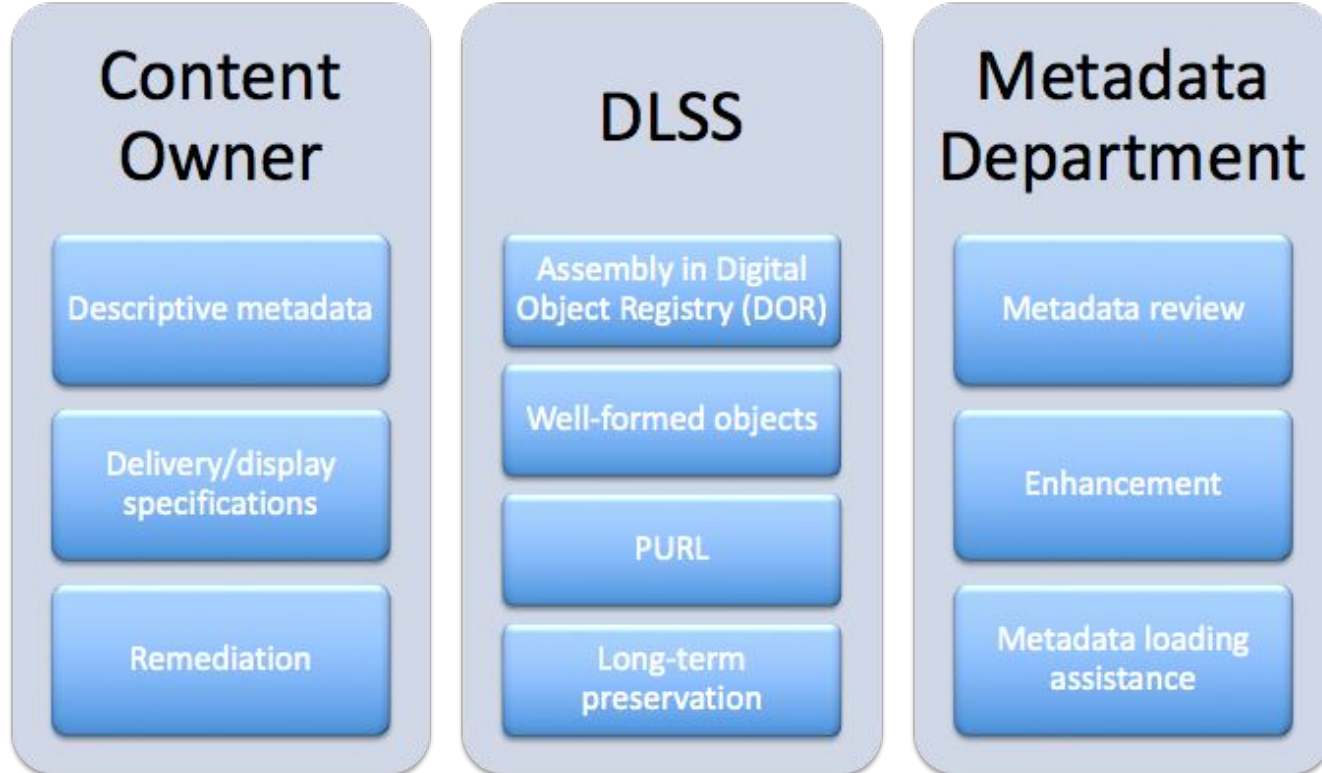 Content
Owner
Descriptive metadata
Delivery/display
specifications
Remediation
DLSS
Assembly in Digital
Object Registry (DOR)
Well-formed objects
PURL
Long-term
preservation
Metadata
Department
Metadata review
Enhancement
Metadata loading
assistance